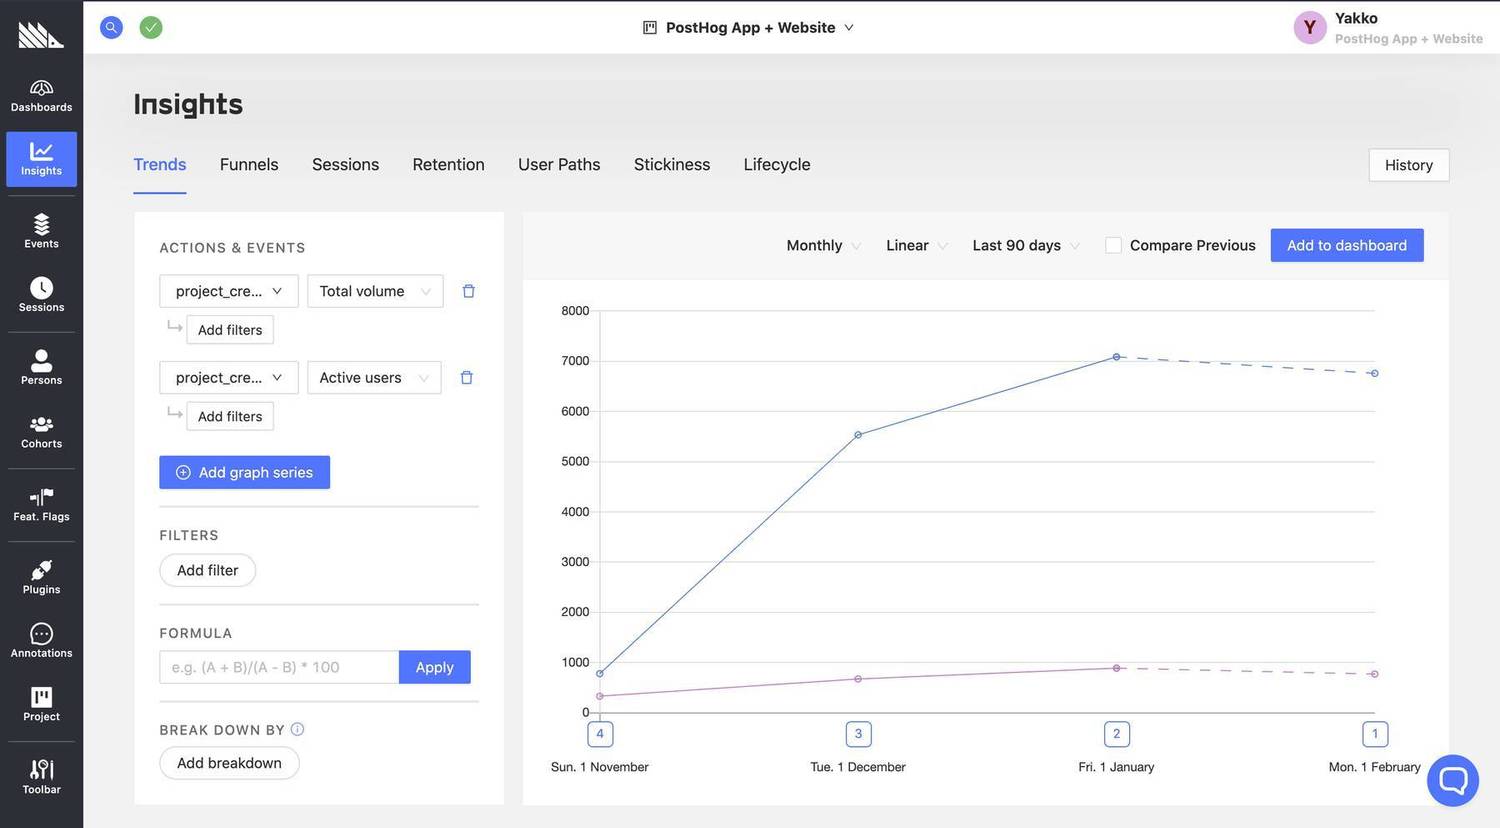 PostHog App + Website
Yakko
Y
PostHog App + Website
Dashboards
Insights
Events
Sessions
Persons
Cohorts
Feat. Flags
Plugins
Annotations
Project
Toolbar
Insights
Trends Funnels Sessions Retention User Paths Stickiness Lifecycle
History
ACTIONS & EVENTS
project_cre... Total volume
Add filters
project_cre... Active users
Add filters
Add graph series
FILTERS
Add filter
FORMULA
e.g. (A + B)/(A - B) * 100 Apply
BREAK DOWN BY
Add breakdown
Monthly Linear Last 90 days Compare Previous Add to dashboard
8000
7000
6000
5000
4000
3000
2000
1000
0
4 3 2 1
Sun. 1 November Tue. 1 December Fri. 1 January Mon. 1 February